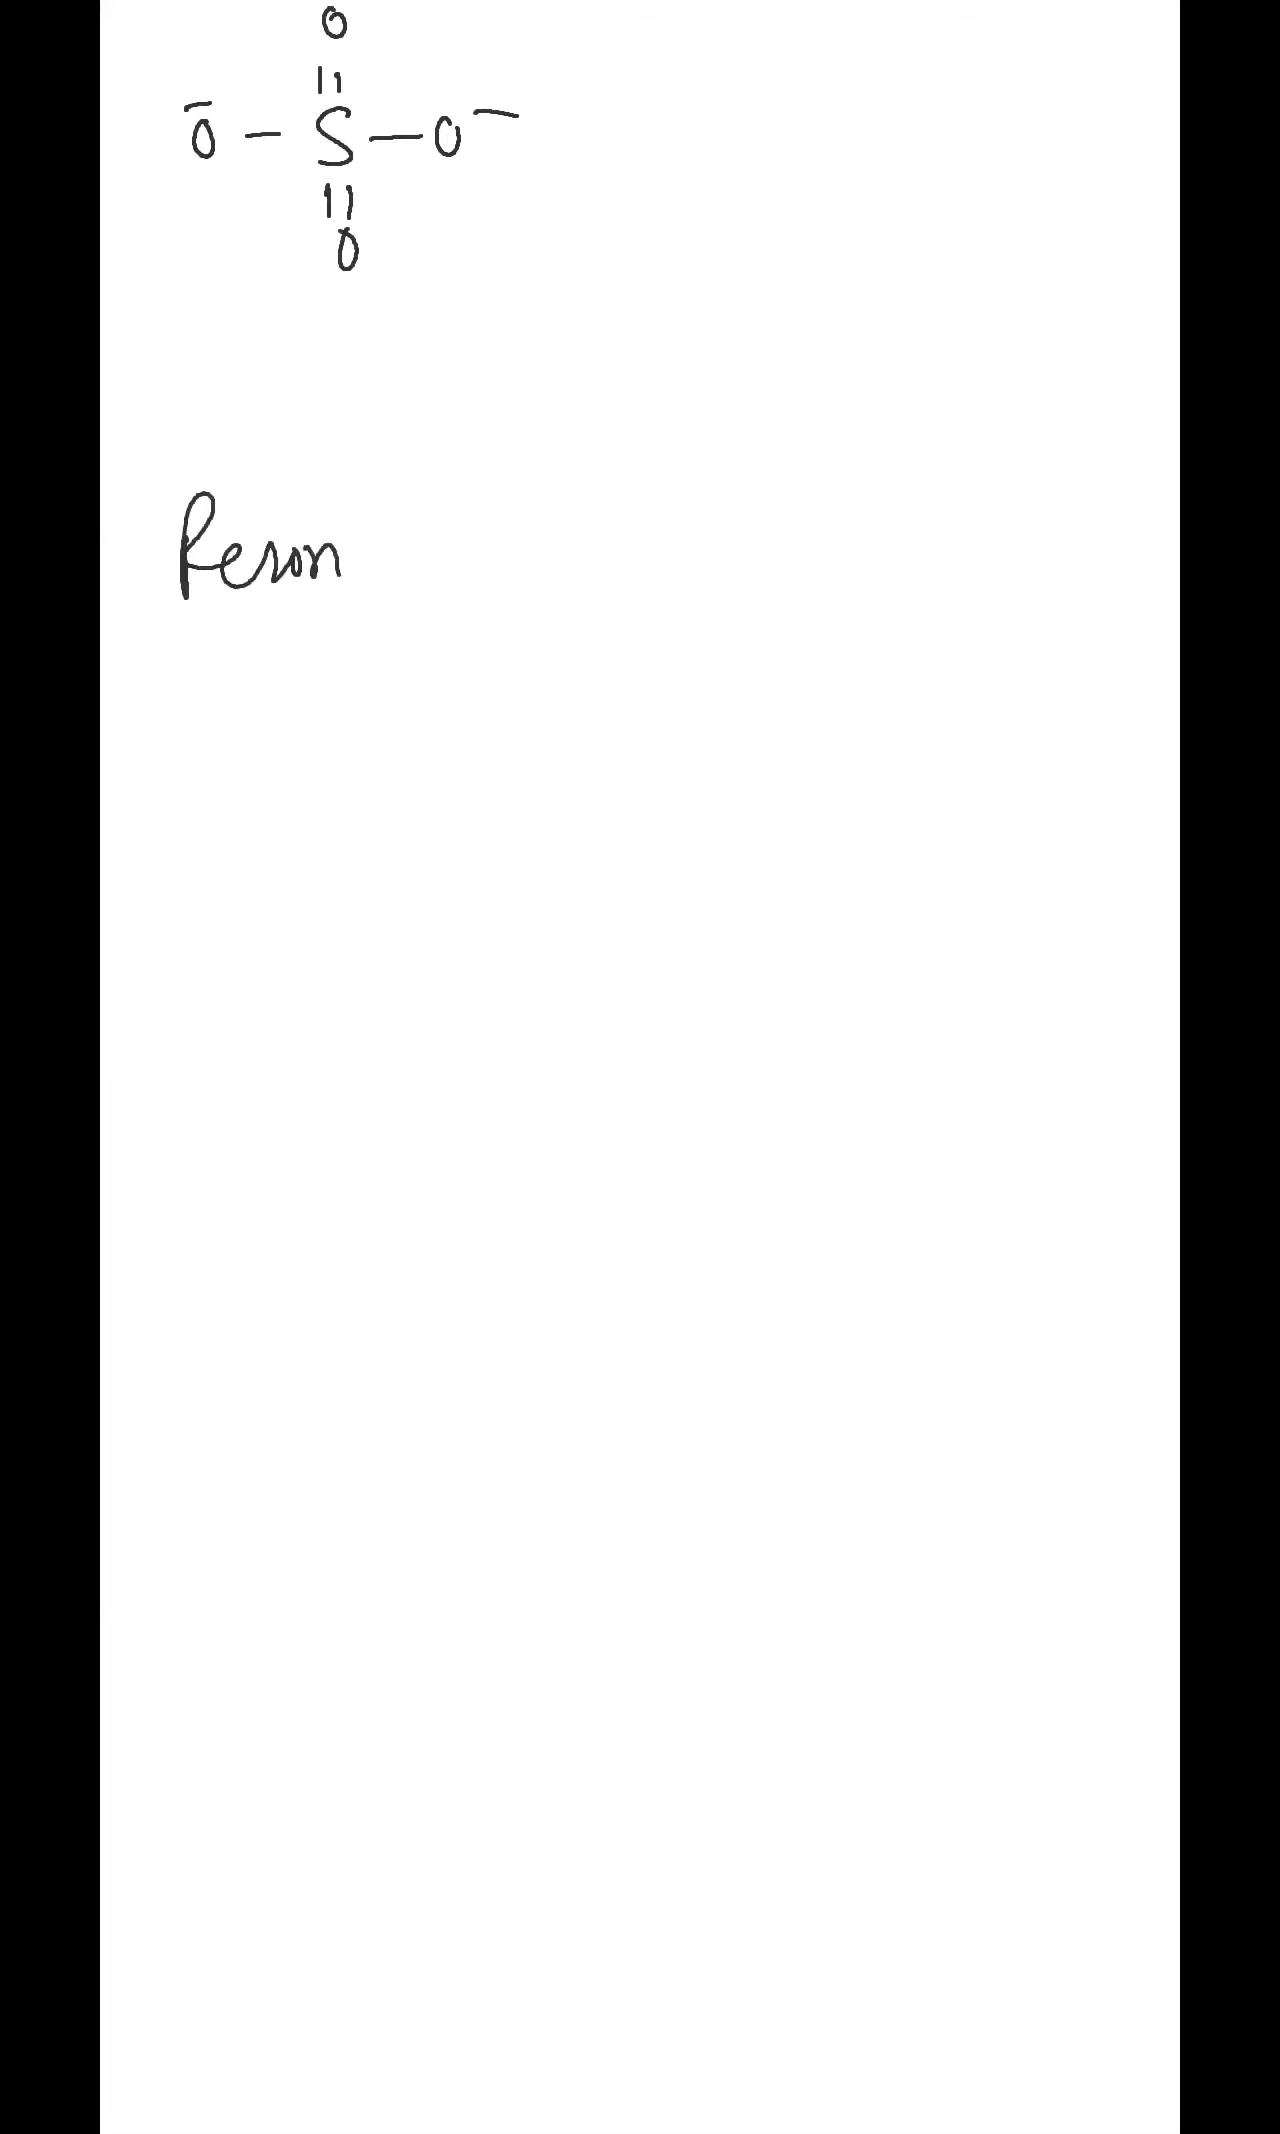 O
||
O⁻ – S – O⁻
||
O
Reson